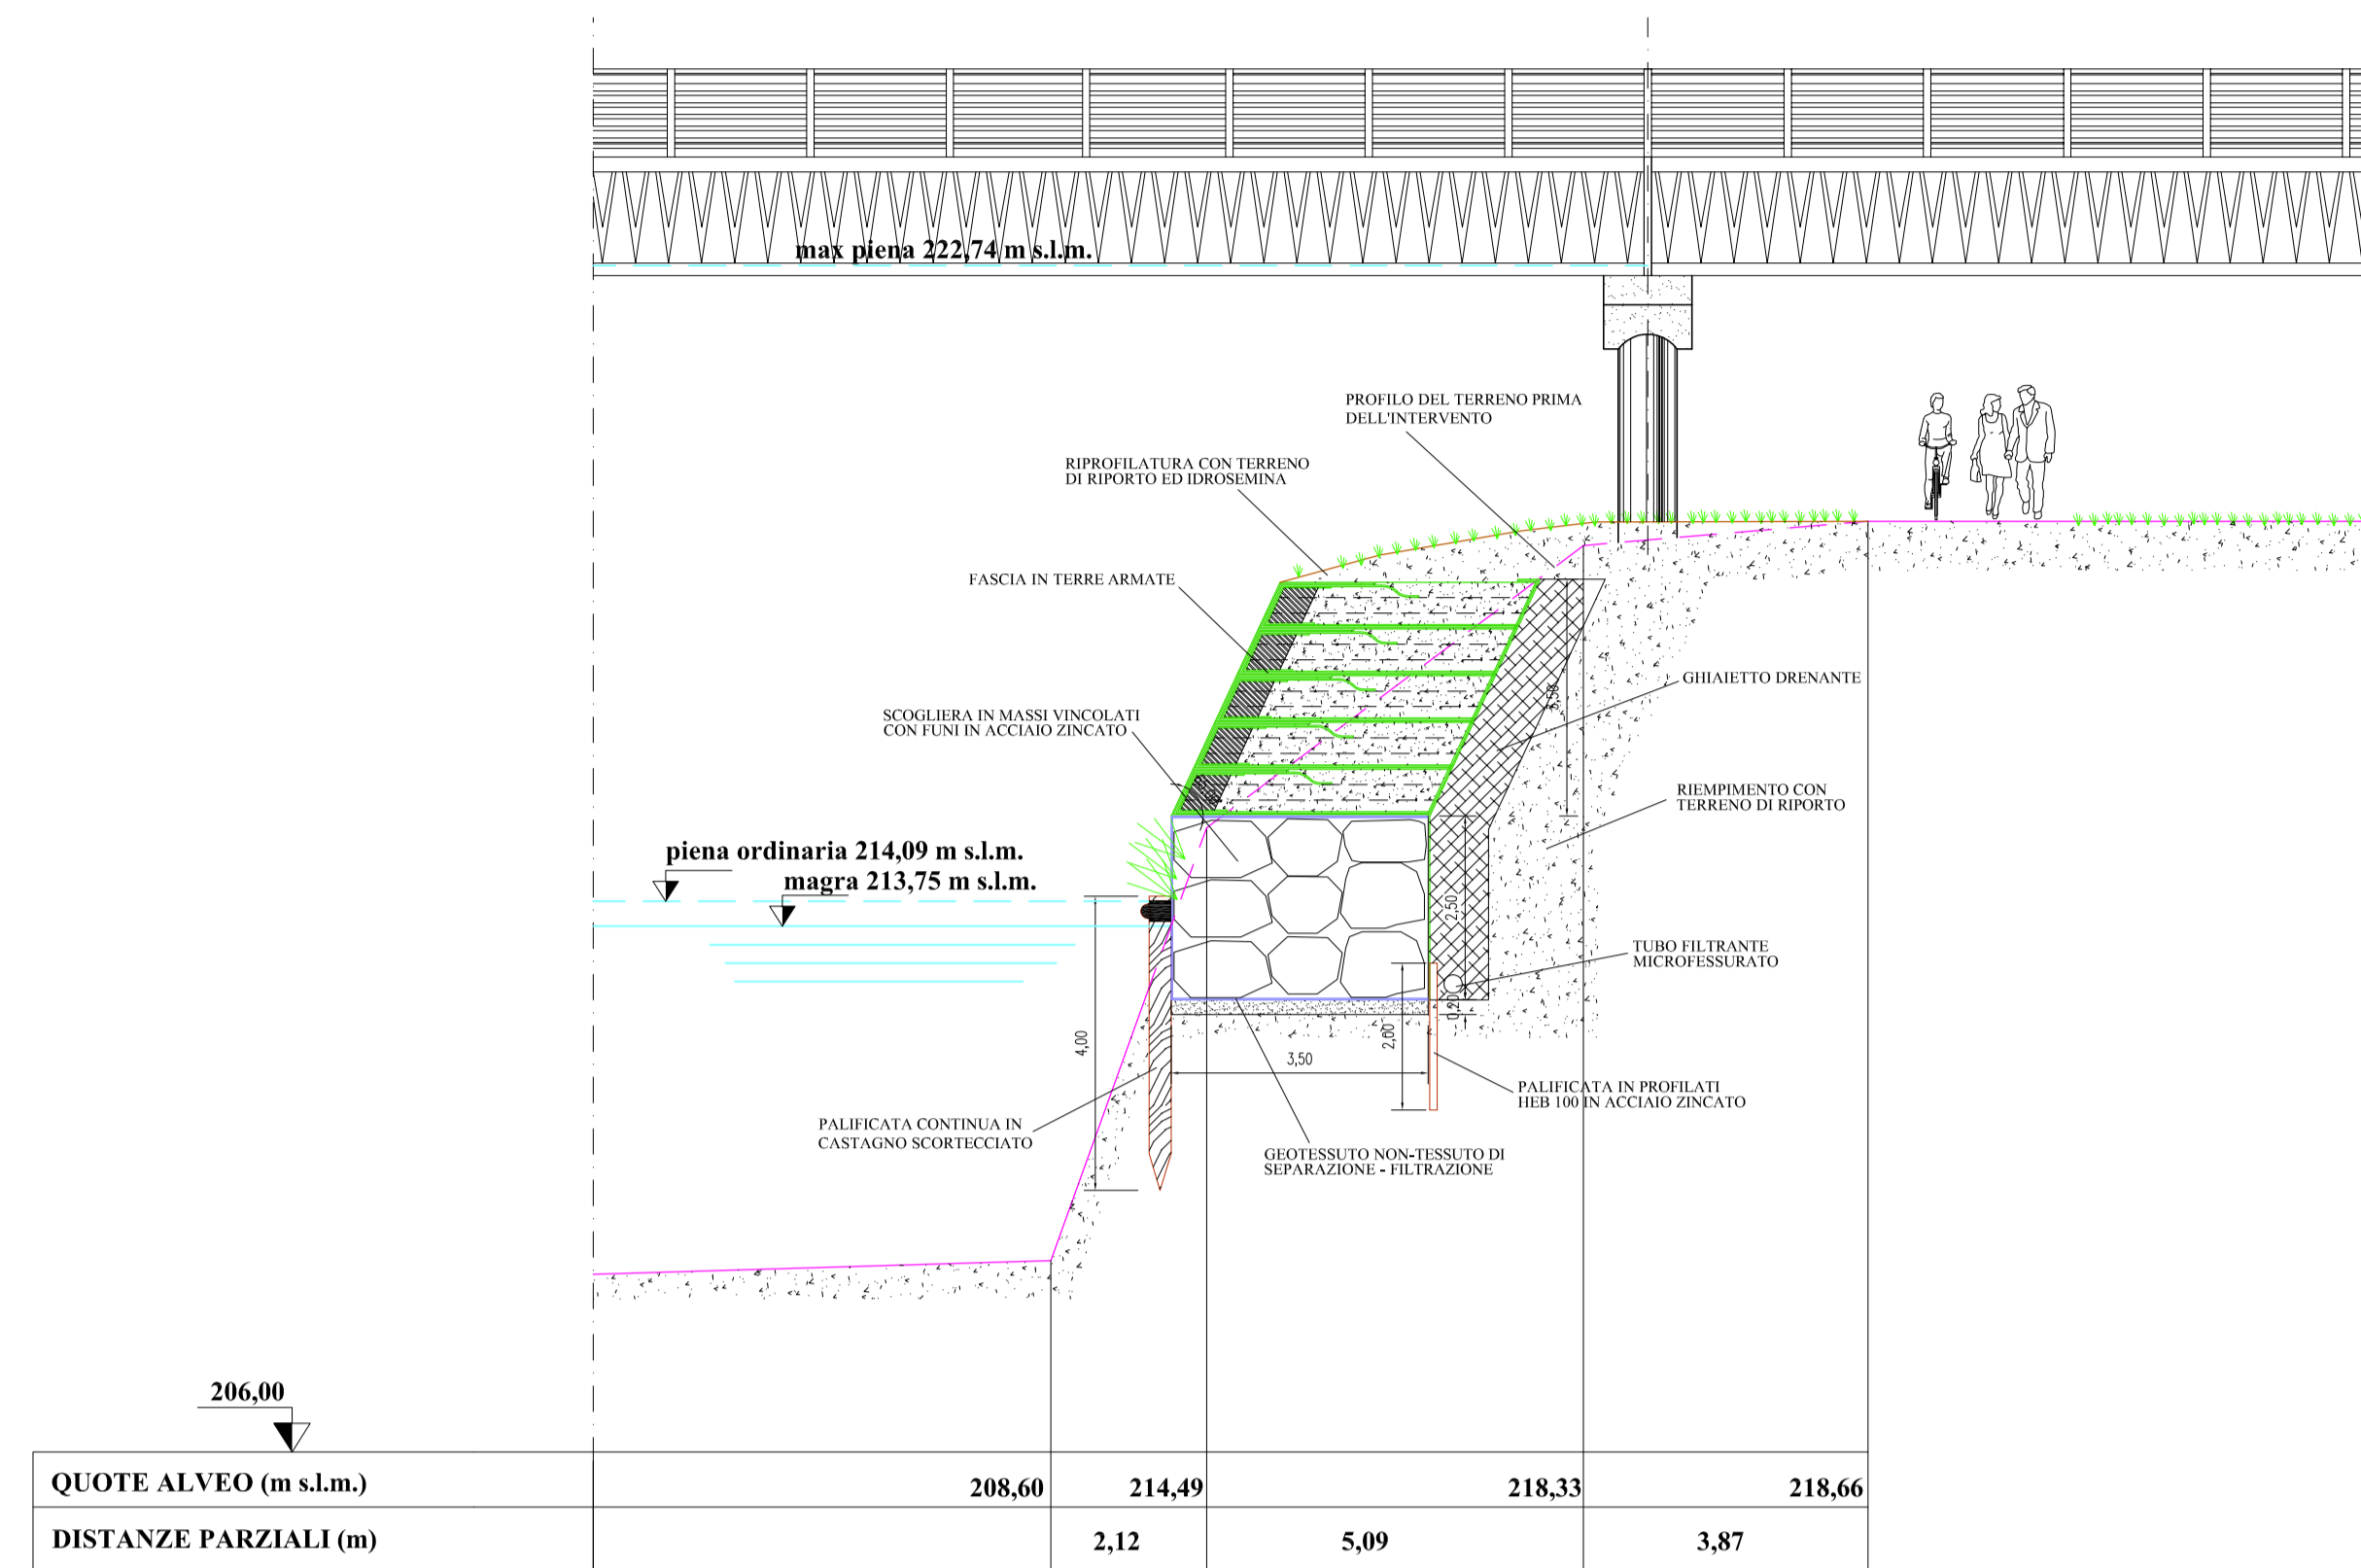 max piena 222,74 m s.l.m.
PROFILO DEL TERRENO PRIMA
DELL'INTERVENTO
RIPROFILATURA CON TERRENO
DI RIPORTO ED IDROSEMINA
FASCIA IN TERRE ARMATE
GHIAIETTO DRENANTE
3,50
SCOGLIERA IN MASSI VINCOLATI
CON FUNI IN ACCIAIO ZINCATO
RIEMPIMENTO CON
TERRENO DI RIPORTO
piena ordinaria 214,09 m s.l.m.
magra 213,75 m s.l.m.
2,50
TUBO FILTRANTE
MICROFESSURATO
0,20
4,00
2,00
3,50
PALIFICATA IN PROFILATI
HEB 100 IN ACCIAIO ZINCATO
PALIFICATA CONTINUA IN
CASTAGNO SCORTECCIATO
GEOTESSUTO NON-TESSUTO DI
SEPARAZIONE - FILTRAZIONE
206,00
QUOTE ALVEO (m s.l.m.) 208,60 214,49 218,33 218,66
DISTANZE PARZIALI (m) 2,12 5,09 3,87